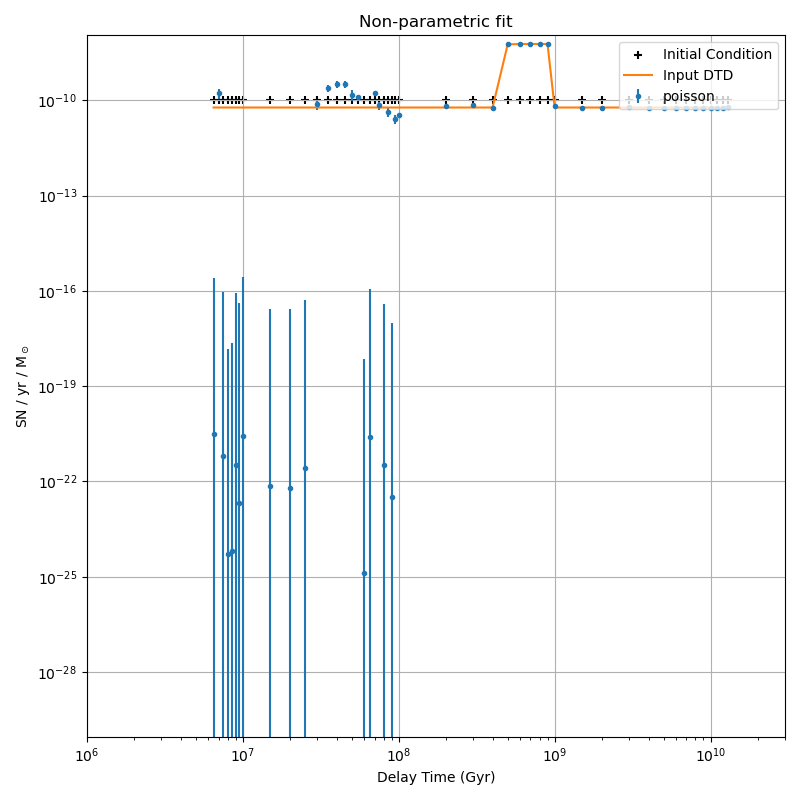 Non-parametric fit
Initial Condition
Input DTD
poisson
SN / yr / M⊙
10⁻¹⁰
10⁻¹³
10⁻¹⁶
10⁻¹⁹
10⁻²²
10⁻²⁵
10⁻²⁸
10⁶ 10⁷ 10⁸ 10⁹ 10¹⁰
Delay Time (Gyr)